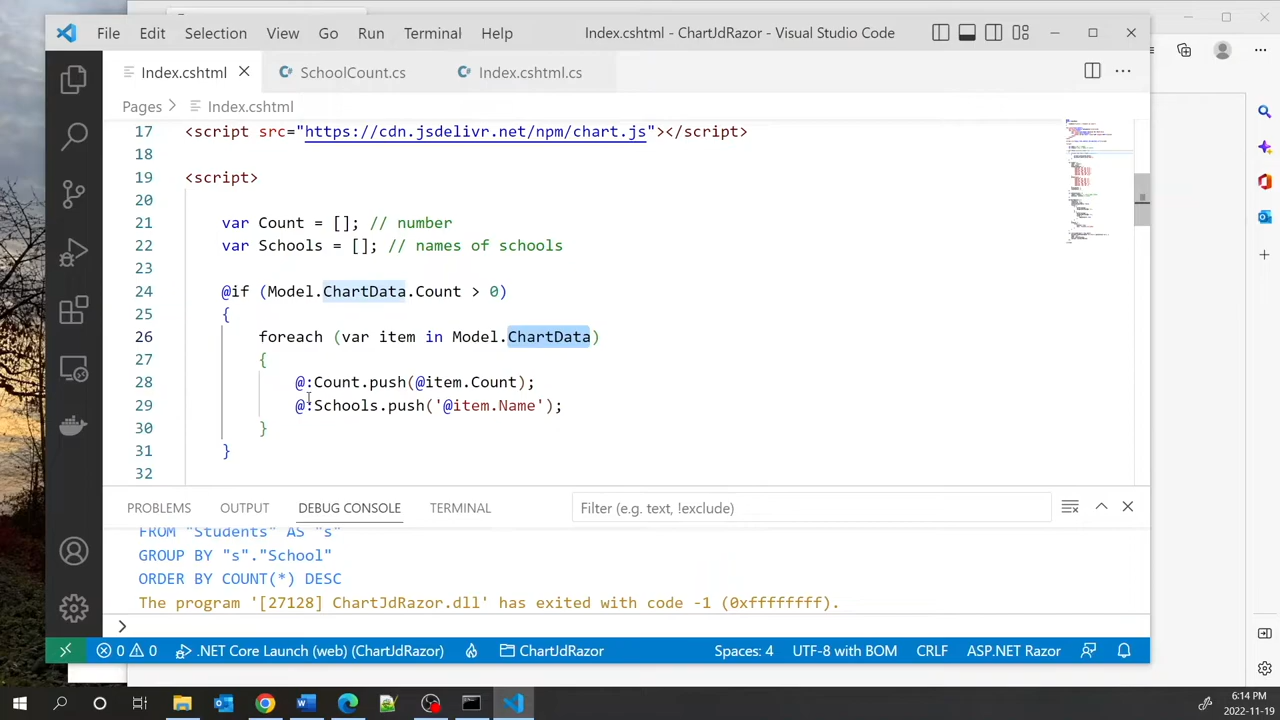 File Edit Selection View Go Run Terminal Help Index.cshtml - ChartJdRazor - Visual Studio Code
Index.cshtml SchoolCount.cs Index.cshtml.cs
Pages Index.cshtml
17 <script src="https://cdn.jsdelivr.net/npm/chart.js"></script>
18
19 <script>
20
21 var Count = []; // number
22 var Schools = []; // names of schools
23
24 @if (Model.ChartData.Count > 0)
25 {
26 foreach (var item in Model.ChartData)
27 {
28 @:Count.push(@item.Count);
29 @:Schools.push('@item.Name');
30 }
31 }
32
PROBLEMS OUTPUT DEBUG CONSOLE TERMINAL Filter (e.g. text, !exclude)
FROM "Students" AS "s"
GROUP BY "s"."School"
ORDER BY COUNT(*) DESC
The program '[27128] ChartJdRazor.dll' has exited with code -1 (0xffffffff).
>
0 0 .NET Core Launch (web) (ChartJdRazor) ChartJdRazor Spaces: 4 UTF-8 with BOM CRLF ASP.NET Razor
6:14 PM
2022-11-19